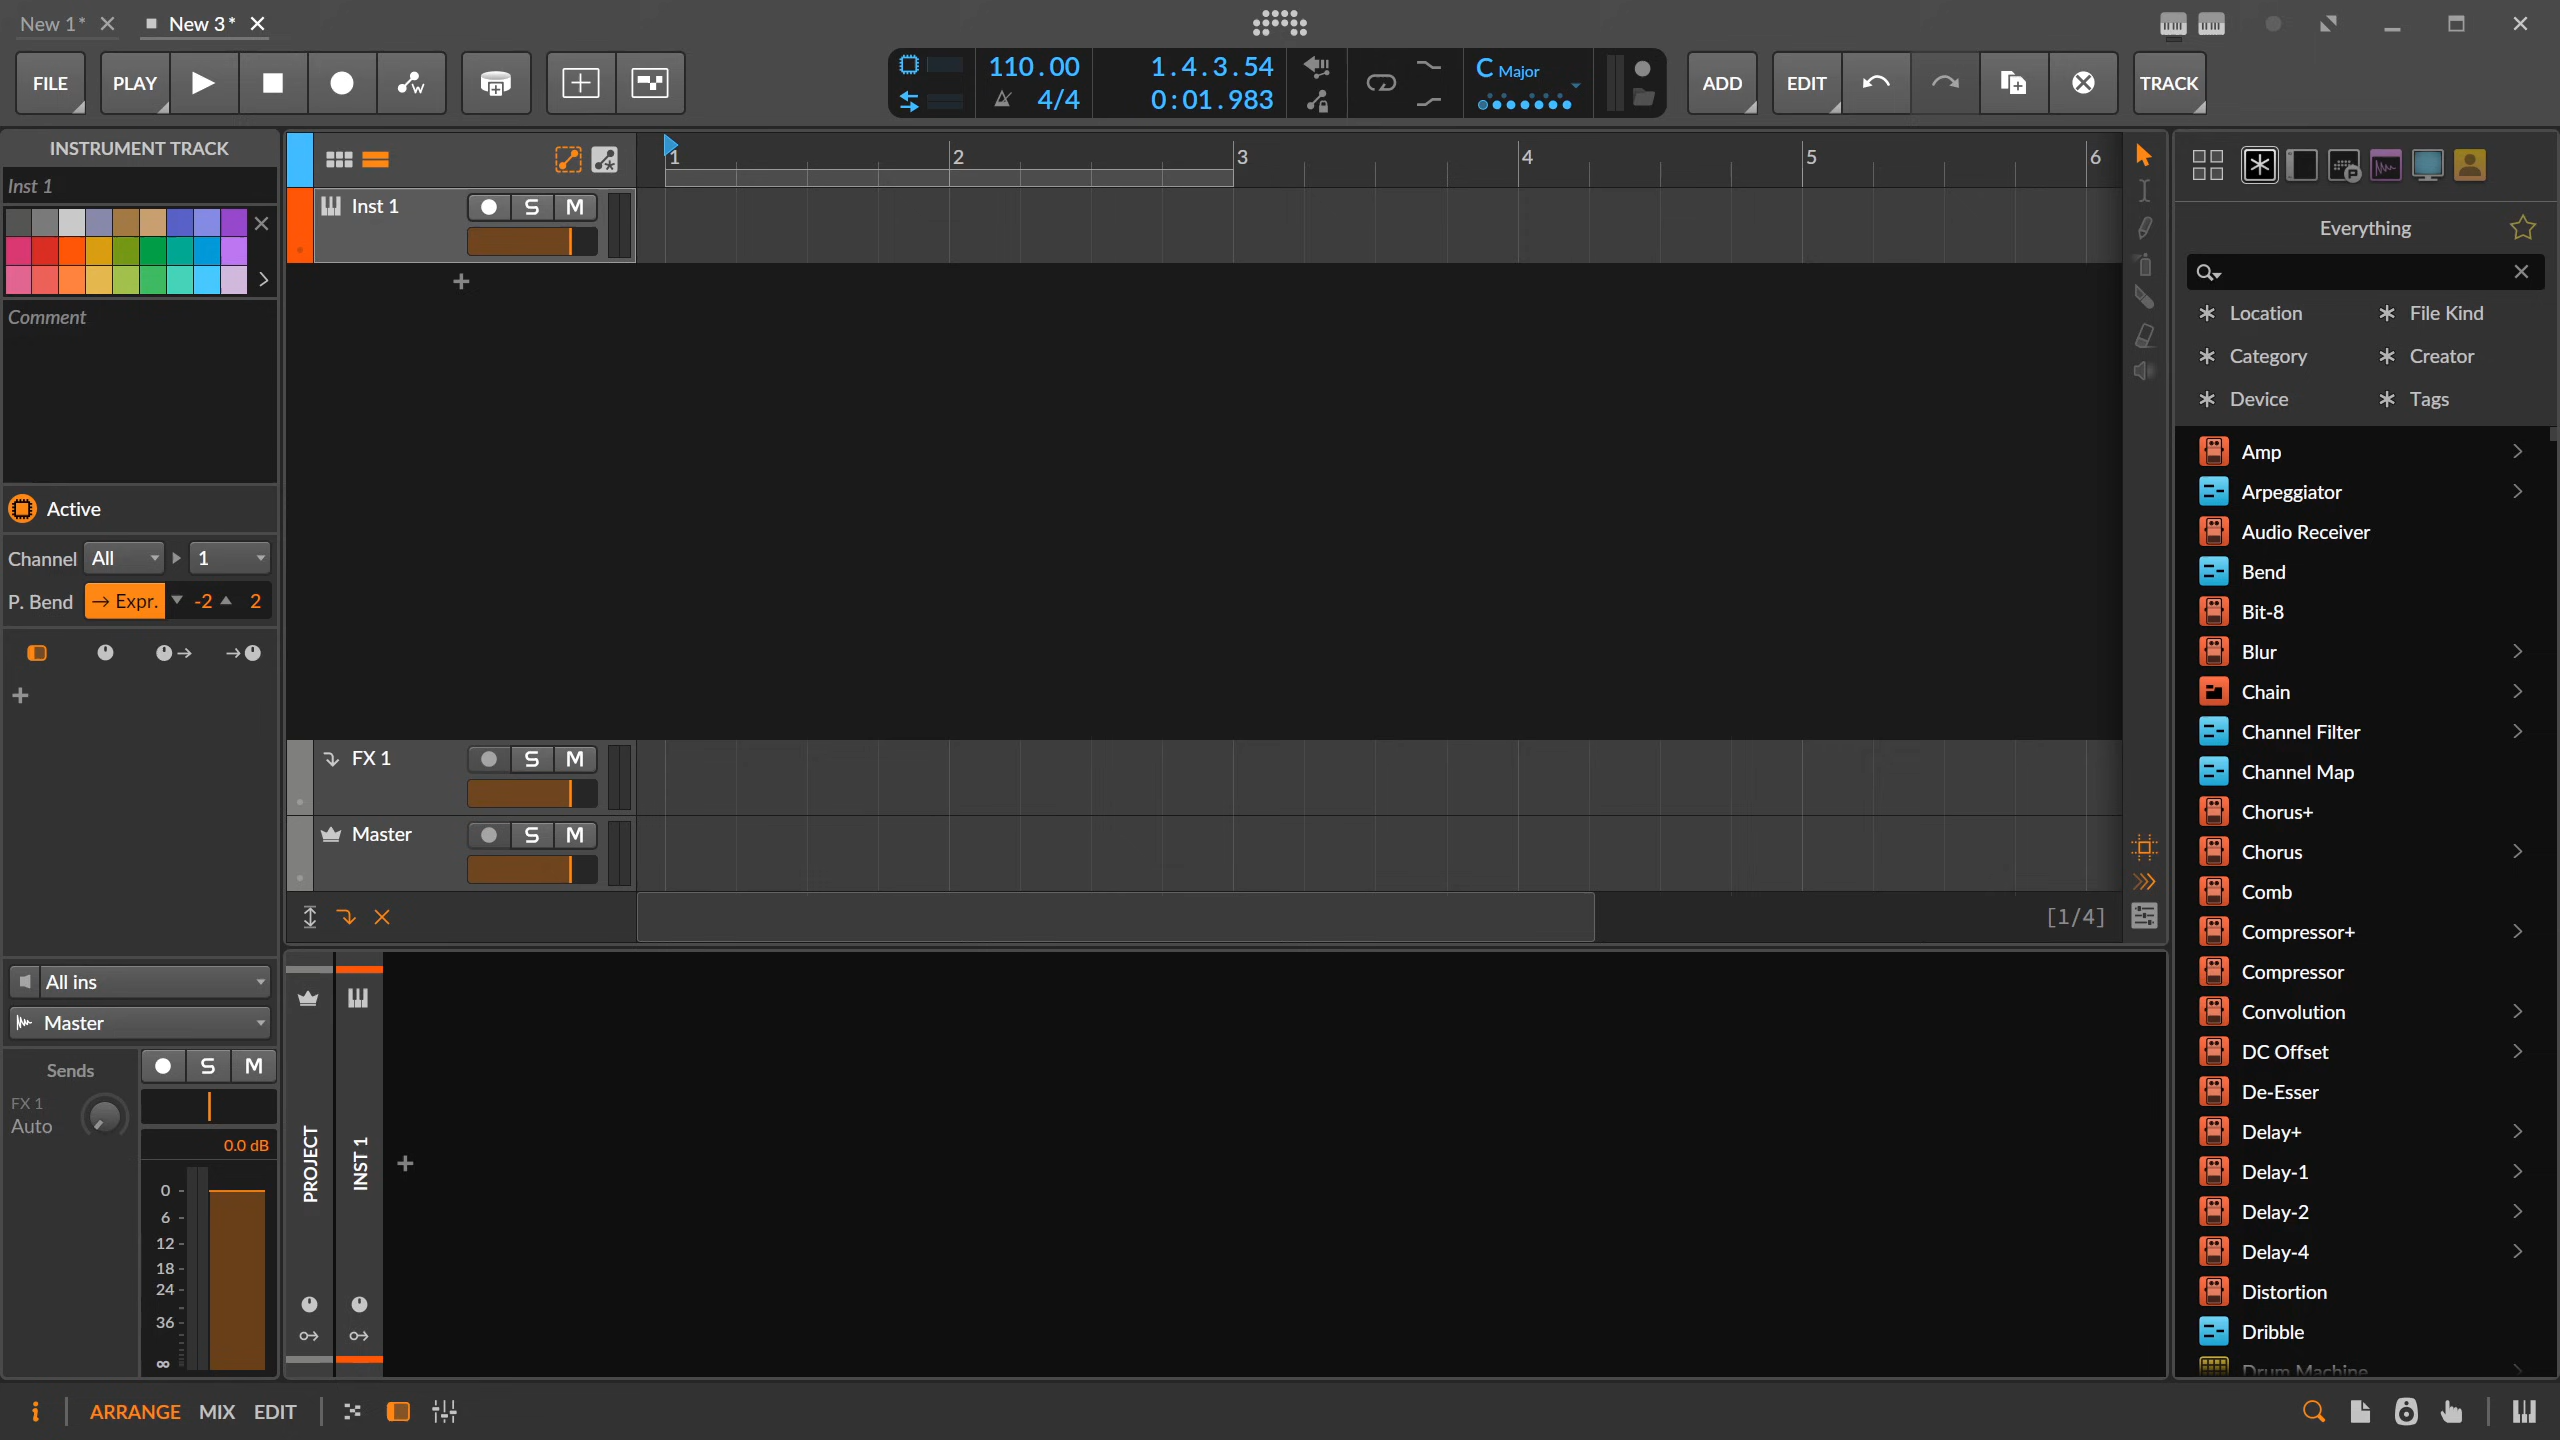 New 1*
New 3*
FILE
PLAY
110.00
4/4
1.4.3.54
0:01.983
C Major
ADD
EDIT
TRACK
INSTRUMENT TRACK
Inst 1
Comment
Active
Channel All 1
P. Bend Expr. -2 2
All ins
Master
Sends
S M
FX 1
Auto
0.0 dB
0
6
12
18
24
36
∞
1 2 3 4 5 6
Inst 1
S M
FX 1
S M
Master
S M
[1/4]
PROJECT
INST 1
Everything
Location
File Kind
Category
Creator
Device
Tags
Amp
Arpeggiator
Audio Receiver
Bend
Bit-8
Blur
Chain
Channel Filter
Channel Map
Chorus+
Chorus
Comb
Compressor+
Compressor
Convolution
DC Offset
De-Esser
Delay+
Delay-1
Delay-2
Delay-4
Distortion
Dribble
Drum Machine
ARRANGE MIX EDIT